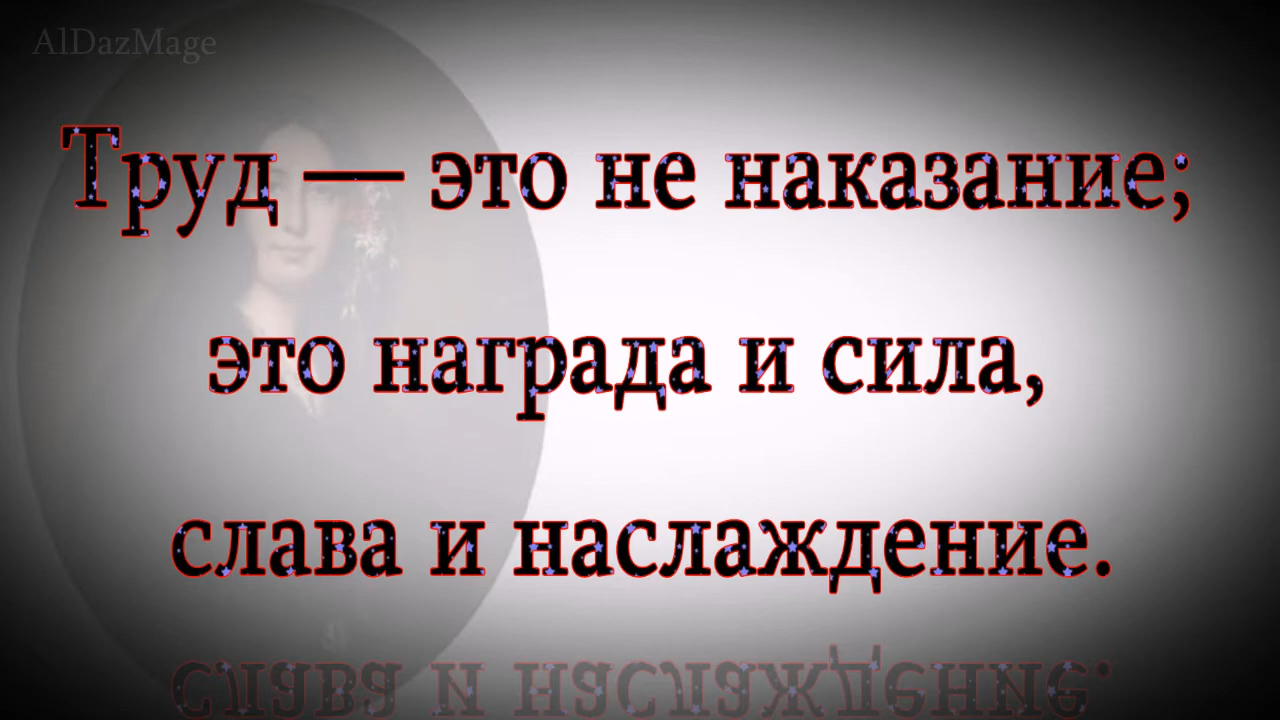 AlDazMage
Труд — это не наказание;
это награда и сила,
слава и наслаждение.